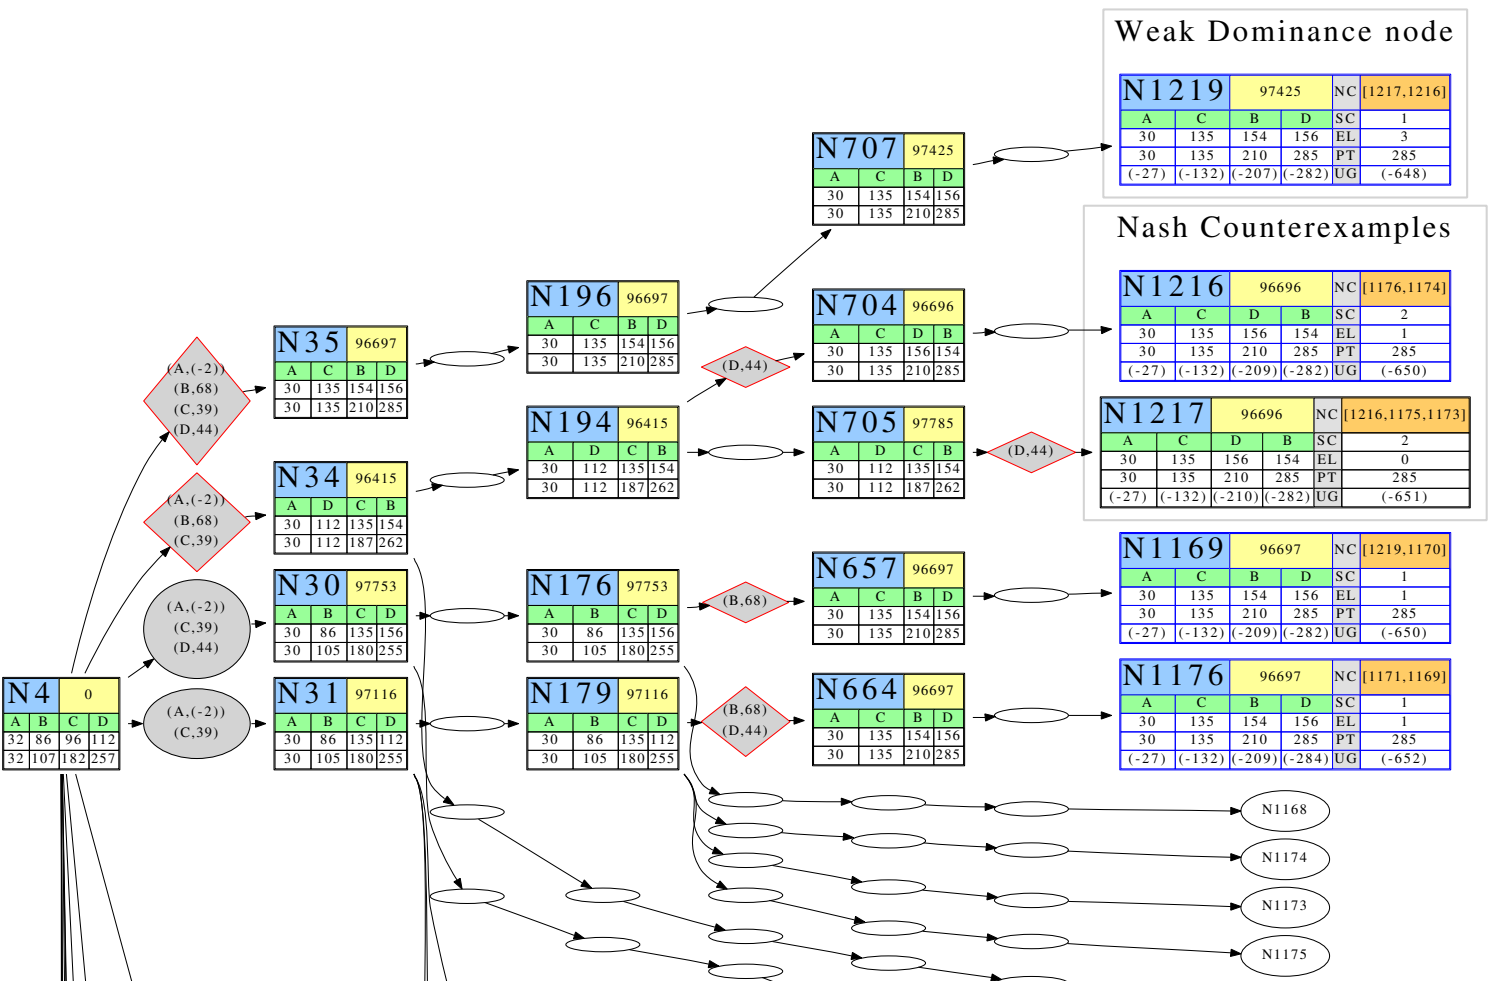 Weak Dominance node
N1219 97425 NC [1217,1216]
A C B D SC 1
30 135 154 156 EL 3
30 135 210 285 PT 285
(-27) (-132) (-207) (-282) UG (-648)
N707 97425
A C B D
30 135 154 156
30 135 210 285
Nash Counterexamples
N1216 96696 NC [1176,1174]
A C D B SC 2
30 135 156 154 EL 1
30 135 210 285 PT 285
(-27) (-132) (-209) (-282) UG (-650)
N196 96697
A C B D
30 135 154 156
30 135 210 285
N704 96696
A C D B
30 135 156 154
30 135 210 285
(D,44)
N35 96697
A C B D
30 135 154 156
30 135 210 285
(A,(-2))
(B,68)
(C,39)
(D,44)
N1217 96696 NC [1216,1175,1173]
A C D B SC 2
30 135 156 154 EL 0
30 135 210 285 PT 285
(-27) (-132) (-210) (-282) UG (-651)
N194 96415
A D C B
30 112 135 154
30 112 187 262
N705 97785
A D C B
30 112 135 154
30 112 187 262
(D,44)
N34 96415
A D C B
30 112 135 154
30 112 187 262
(A,(-2))
(B,68)
(C,39)
N1169 96697 NC [1219,1170]
A C B D SC 1
30 135 154 156 EL 1
30 135 210 285 PT 285
(-27) (-132) (-209) (-282) UG (-650)
N657 96697
A C B D
30 135 154 156
30 135 210 285
(B,68)
N30 97753
A B C D
30 86 135 156
30 105 180 255
N176 97753
A B C D
30 86 135 156
30 105 180 255
(A,(-2))
(C,39)
(D,44)
N4 0
A B C D
32 86 96 112
32 107 182 257
(A,(-2))
(C,39)
N31 97116
A B C D
30 86 135 112
30 105 180 255
N179 97116
A B C D
30 86 135 112
30 105 180 255
(B,68)
(D,44)
N664 96697
A C B D
30 135 154 156
30 135 210 285
N1176 96697 NC [1171,1169]
A C B D SC 1
30 135 154 156 EL 1
30 135 210 285 PT 285
(-27) (-132) (-209) (-284) UG (-652)
N1168
N1174
N1173
N1175